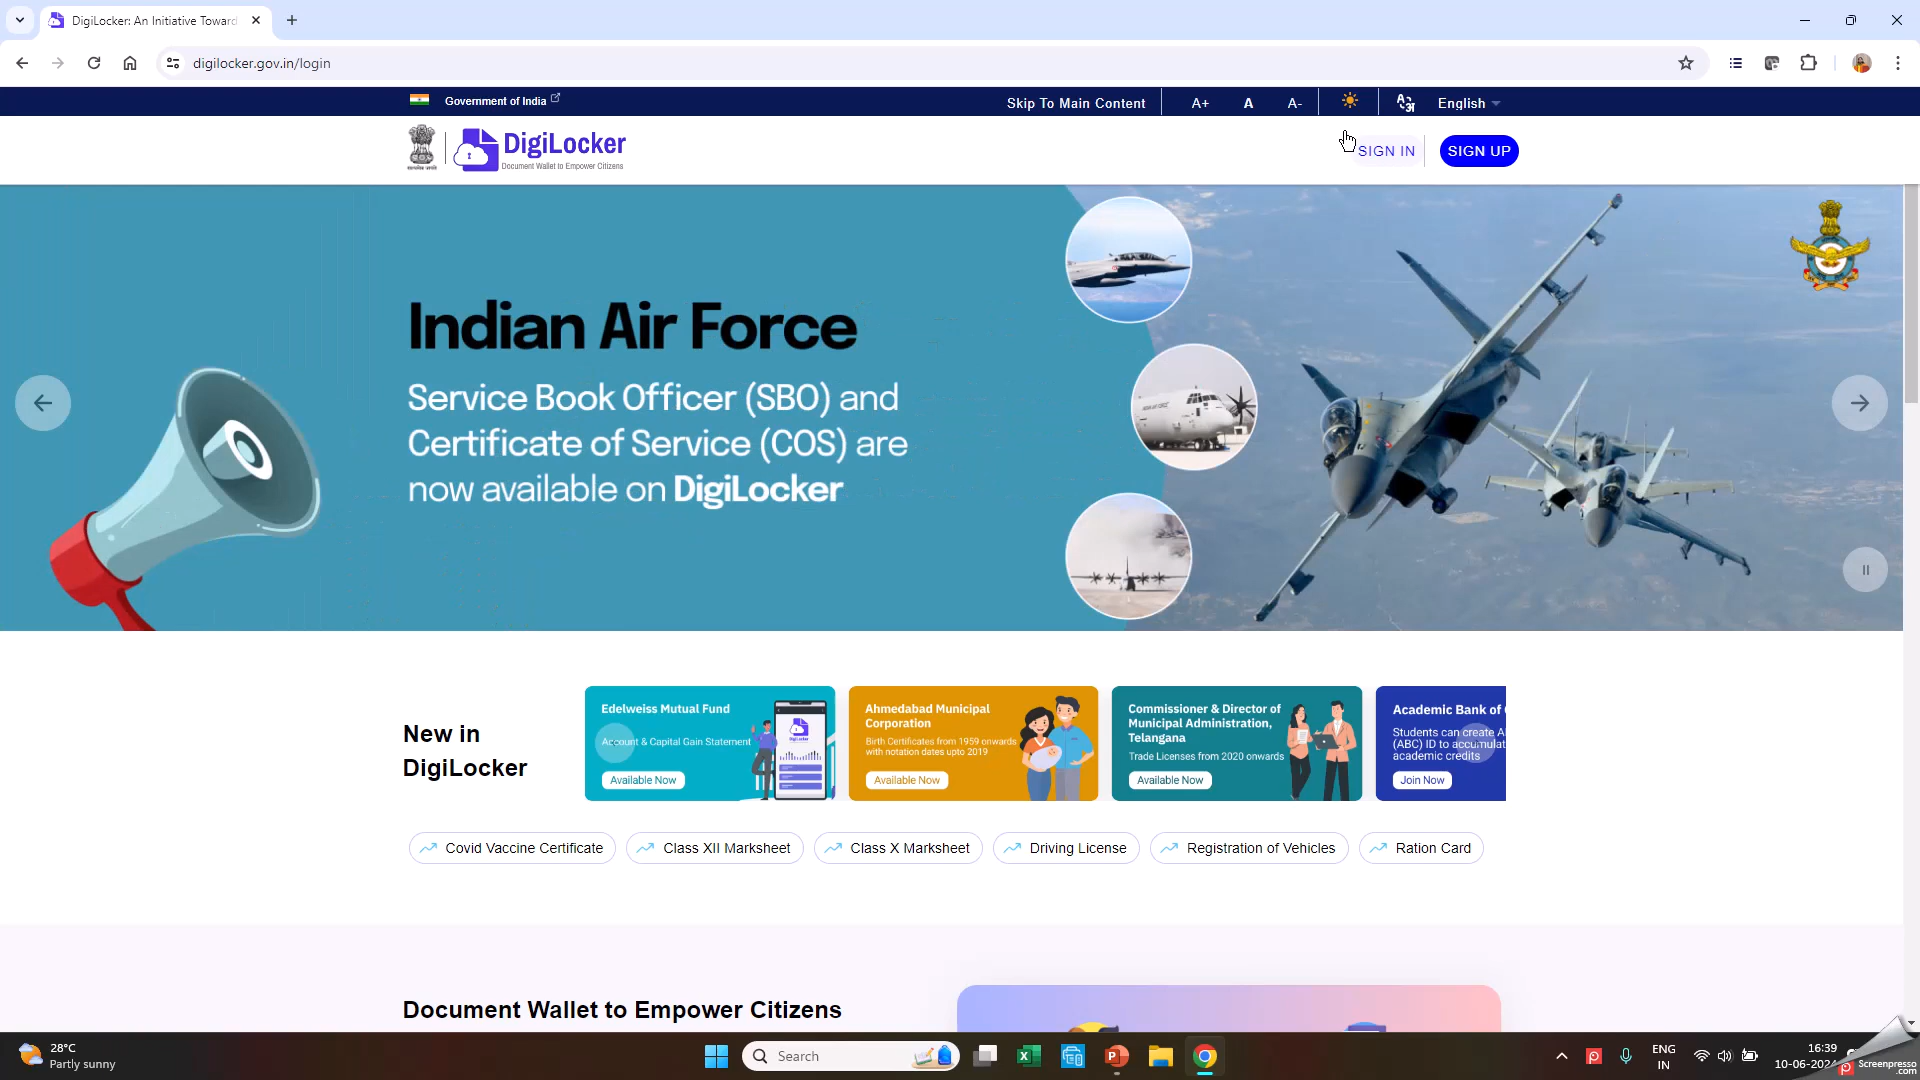 DigiLocker: An Initiative Toward
digilocker.gov.in/login
Government of India
Skip To Main Content
A+
A
A-
English
DigiLocker
Document Wallet to Empower Citizens
SIGN IN
SIGN UP
Indian Air Force
Service Book Officer (SBO) and
Certificate of Service (COS) are
now available on DigiLocker
New in
DigiLocker
Edelweiss Mutual Fund
Account & Capital Gain Statement
Available Now
DigiLocker
Ahmedabad Municipal
Corporation
Birth Certificates from 1959 onwards
with notation dates upto 2019
Available Now
Commissioner & Director of
Municipal Administration,
Telangana
Trade Licenses from 2020 onwards
Available Now
Academic Bank of
Students can create
(ABC) ID to accumulat
academic credits
Join Now
Covid Vaccine Certificate
Class XII Marksheet
Class X Marksheet
Driving License
Registration of Vehicles
Ration Card
Document Wallet to Empower Citizens
28°C
Partly sunny
Search
ENG
IN
16:39
10-06-2024
Screenpresso
.com